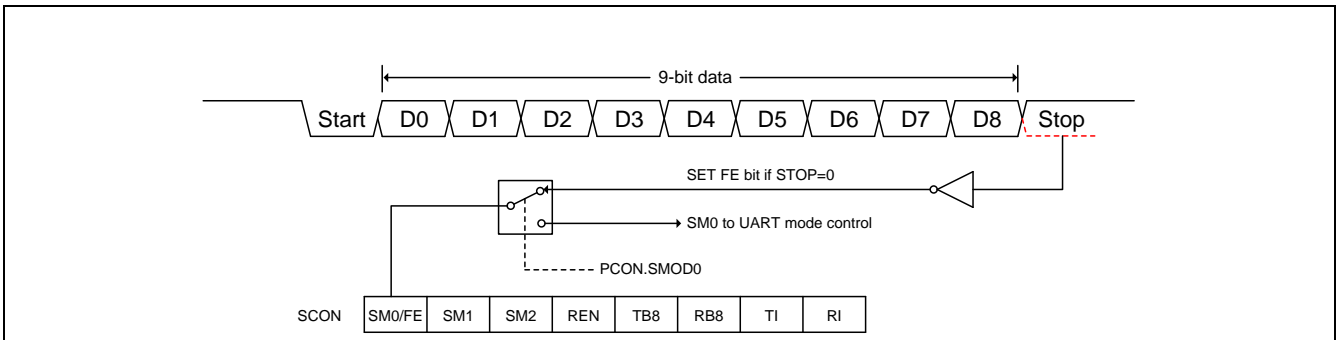 9-bit data
Start D0 D1 D2 D3 D4 D5 D6 D7 D8 Stop
SET FE bit if STOP=0
SM0 to UART mode control
PCON.SMOD0
SCON SM0/FE SM1 SM2 REN TB8 RB8 TI RI